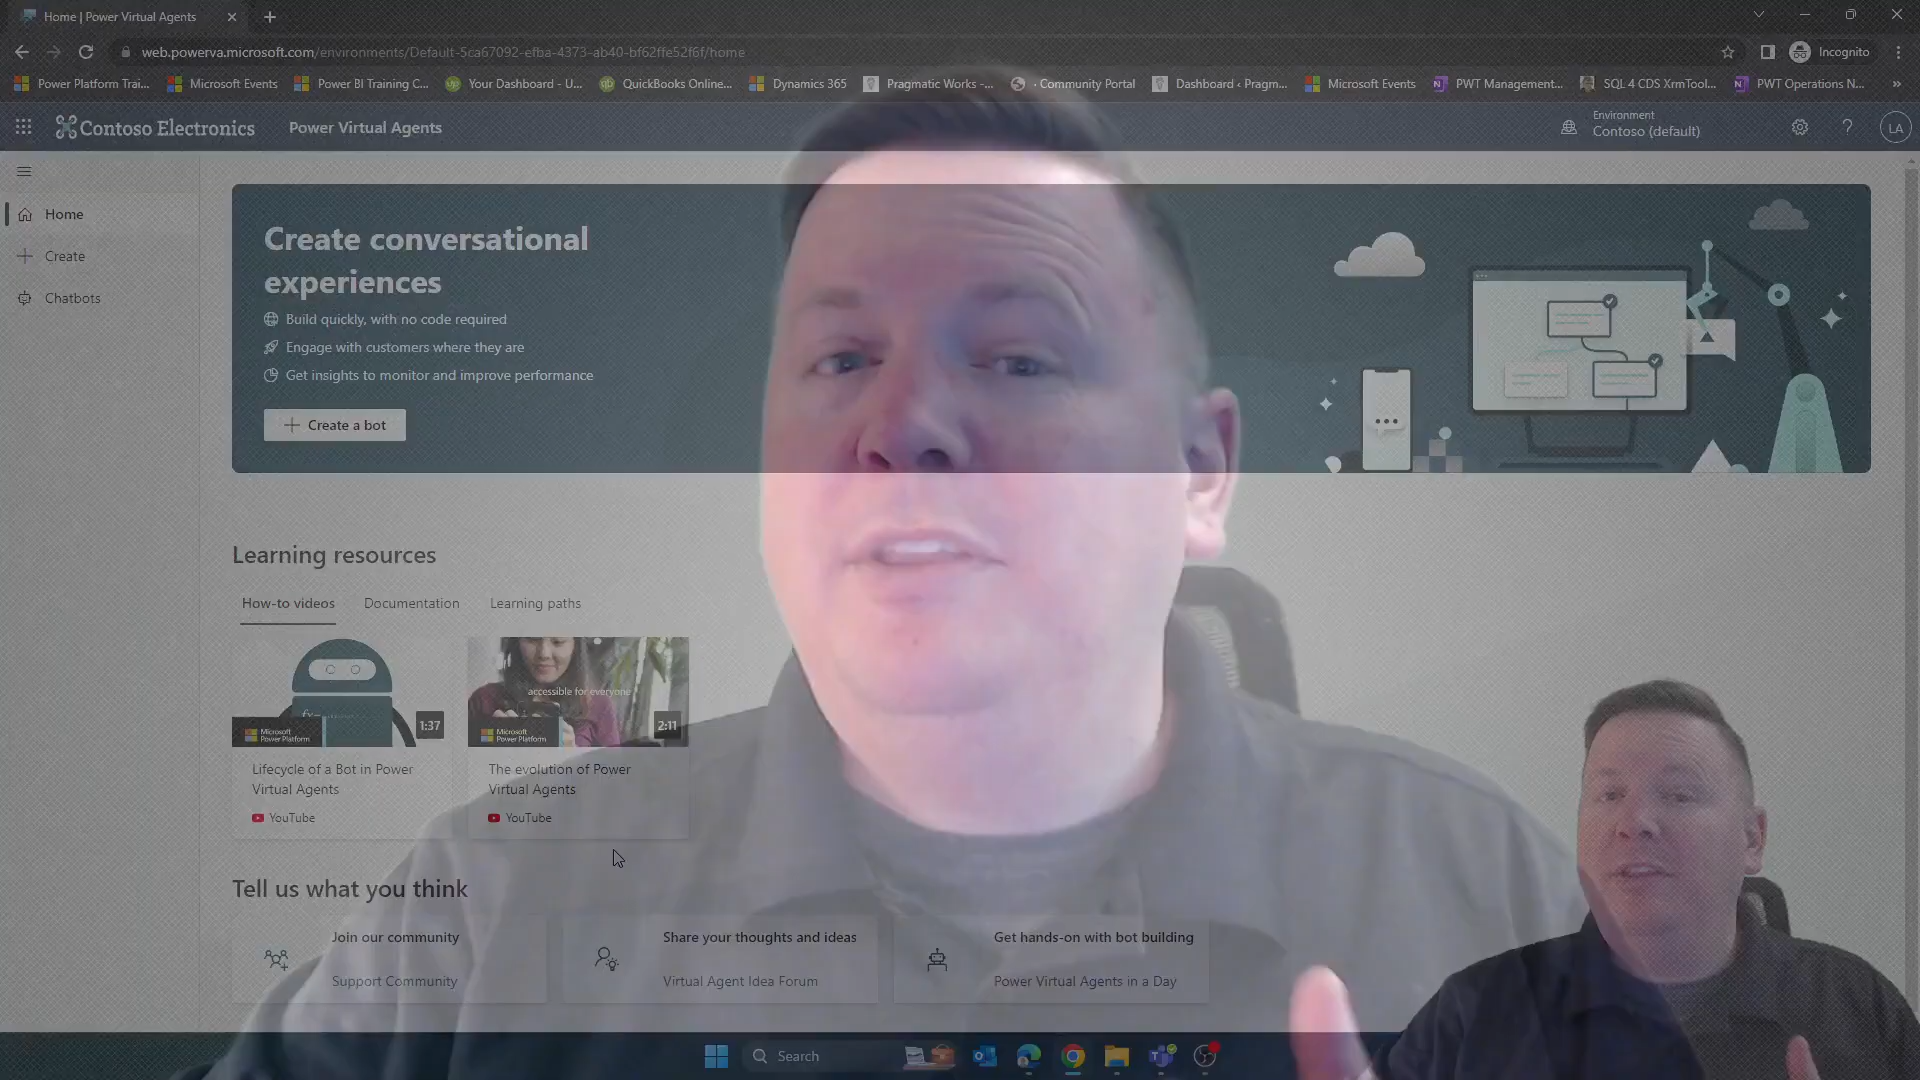 Home | Power Virtual Agents
web.powerva.microsoft.com/environments/Default-5ca67092-efba-4373-ab40-bf62ffe52f6f/home
Incognito
Power Platform Trai...
Microsoft Events
Power BI Training C...
Your Dashboard - U...
QuickBooks Online...
Dynamics 365
Pragmatic Works -...
· Community Portal
Dashboard ‹ Pragm...
Microsoft Events
PWT Management...
SQL 4 CDS XrmTool...
PWT Operations N...
»
Contoso Electronics
Power Virtual Agents
Environment
Contoso (default)
?
LA
Home
Create
Chatbots
Create conversational
experiences
Build quickly, with no code required
Engage with customers where they are
Get insights to monitor and improve performance
Create a bot
Learning resources
How-to videos
Documentation
Learning paths
Microsoft
Power Platform
1:37
accessible for everyone
Microsoft
Power Platform
2:11
Lifecycle of a Bot in Power
Virtual Agents
YouTube
The evolution of Power
Virtual Agents
YouTube
Tell us what you think
Join our community
Support Community
Share your thoughts and ideas
Virtual Agent Idea Forum
Get hands-on with bot building
Power Virtual Agents in a Day
Search